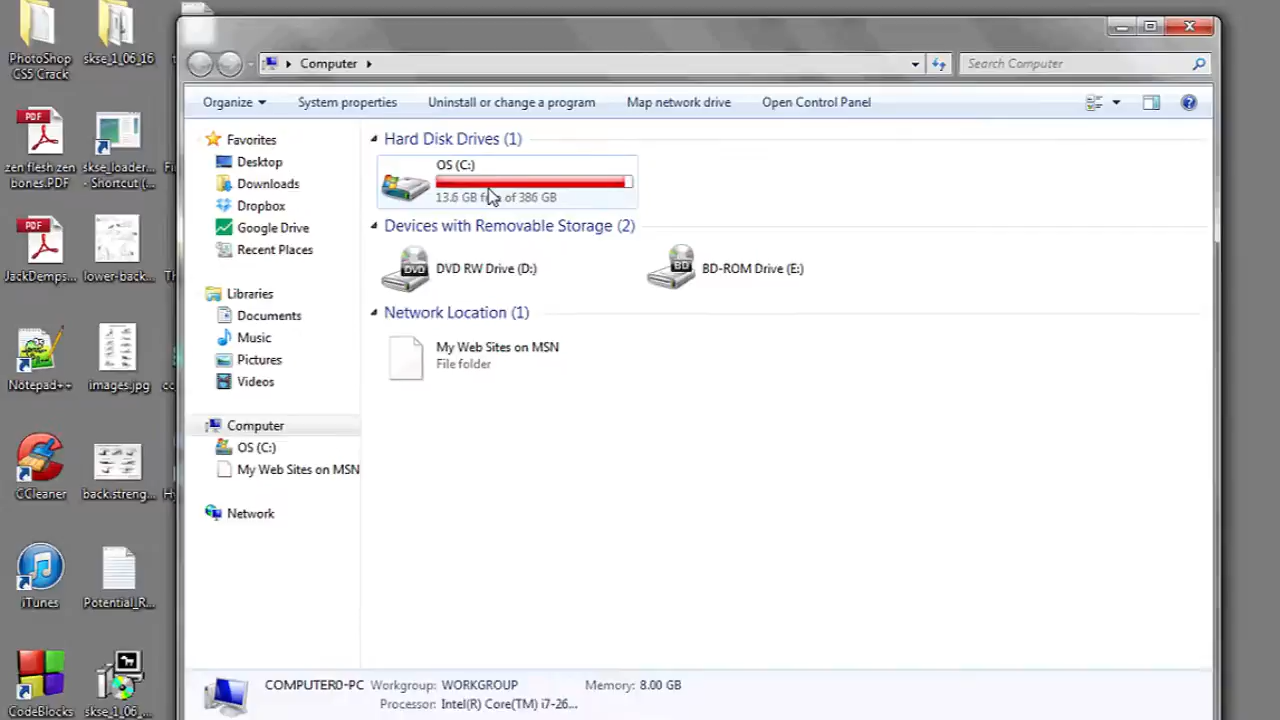 PhotoShop
CS5 Crack
skse_1_06_16
PDF
zen flesh zen
bones.PDF
skse_loader...
- Shortcut (...
PDF
JackDemps...
lower-back...
Notepad++
images.jpg
CCleaner
back.streng...
iTunes
Potential_R...
CodeBlocks
skse_1_06_...
Computer
Search Computer
Organize
System properties
Uninstall or change a program
Map network drive
Open Control Panel
Favorites
Desktop
Downloads
Dropbox
Google Drive
Recent Places
Libraries
Documents
Music
Pictures
Videos
Computer
OS (C:)
My Web Sites on MSN
Network
Hard Disk Drives (1)
OS (C:)
13.6 GB free of 386 GB
Devices with Removable Storage (2)
DVD
DVD RW Drive (D:)
BD
BD-ROM Drive (E:)
Network Location (1)
My Web Sites on MSN
File folder
COMPUTER0-PC
Workgroup: WORKGROUP
Memory: 8.00 GB
Processor: Intel(R) Core(TM) i7-26...